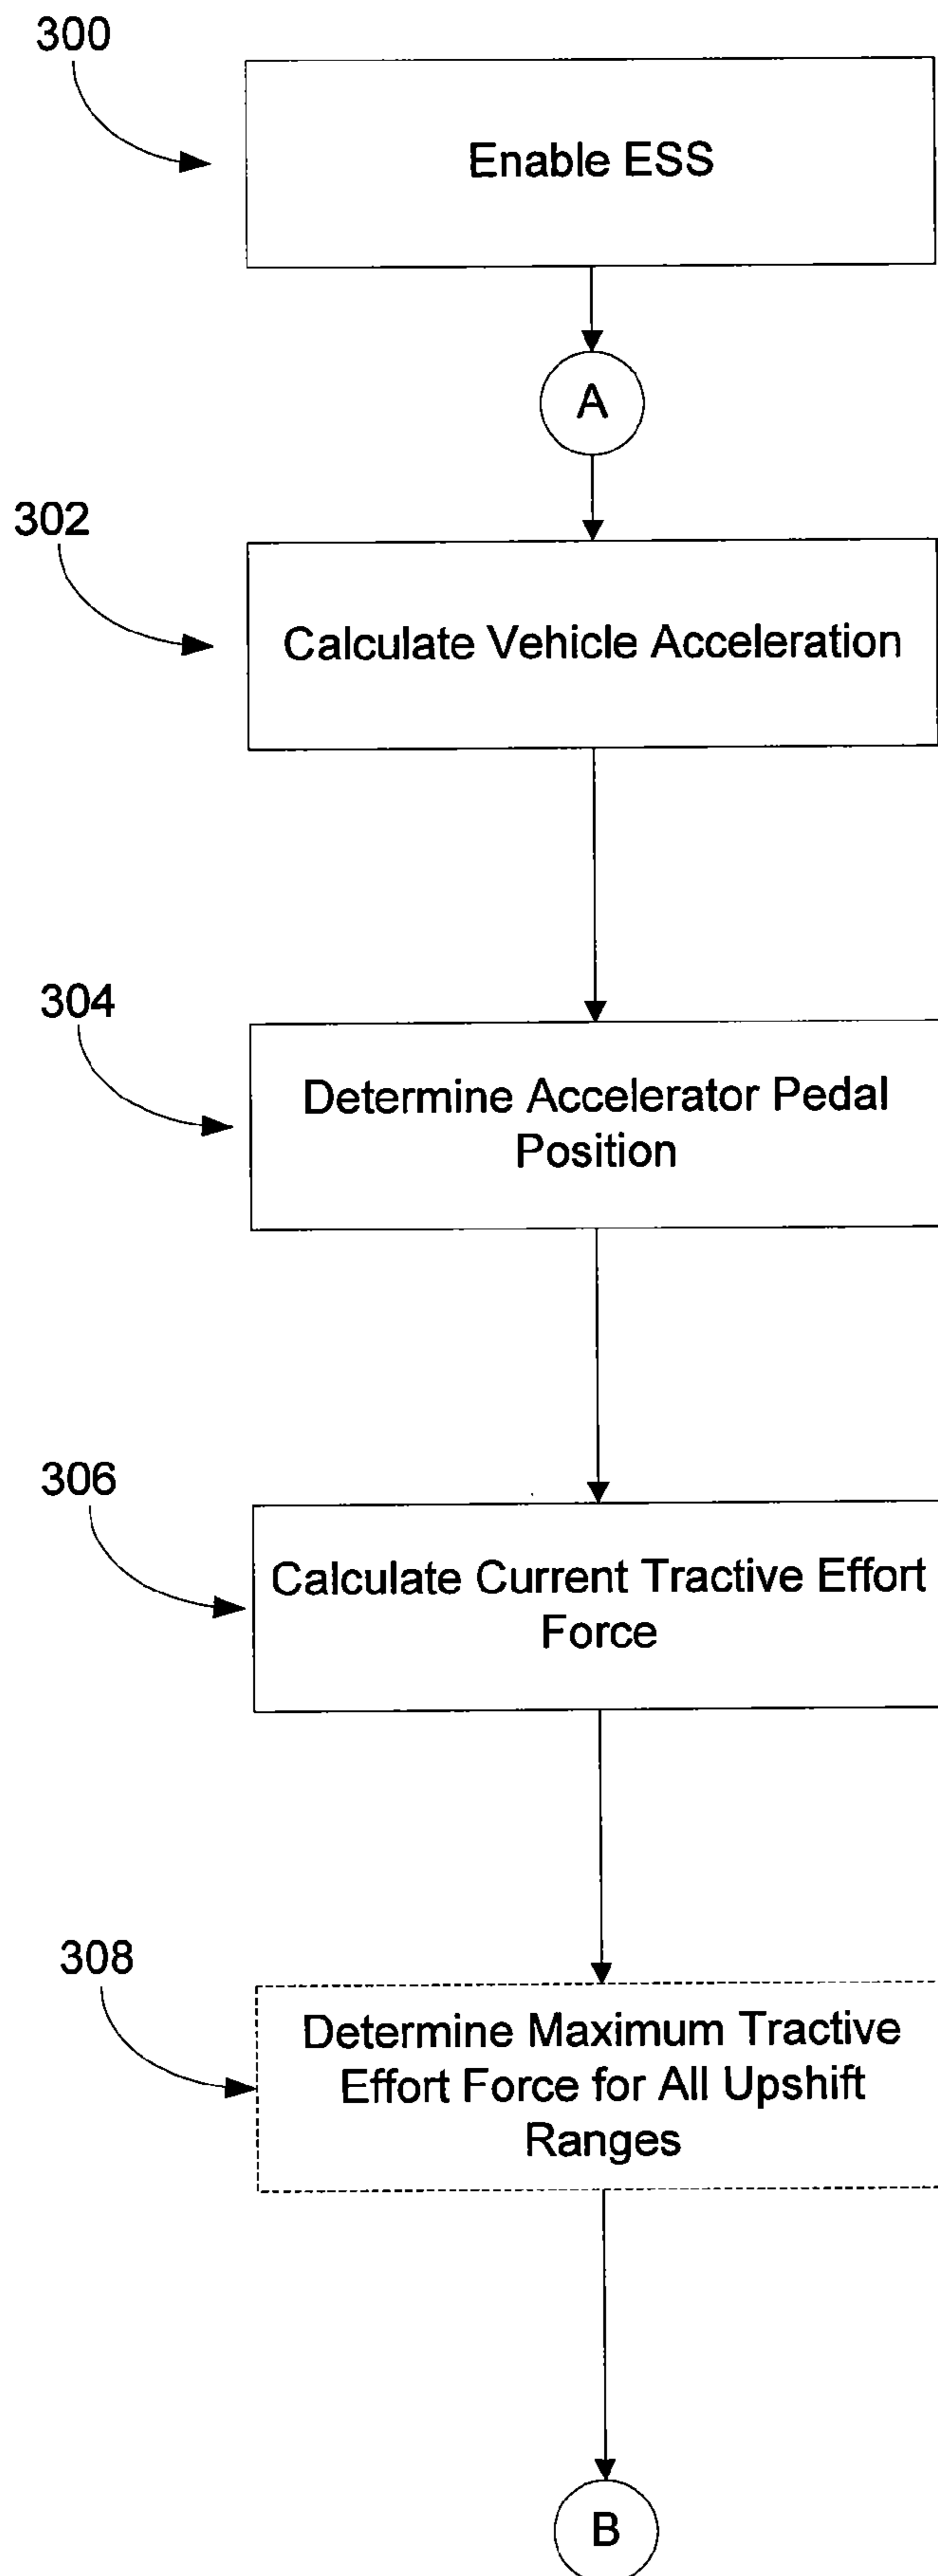 300
Enable ESS
A
302
Calculate Vehicle Acceleration
304
Determine Accelerator Pedal
Position
306
Calculate Current Tractive Effort
Force
308
Determine Maximum Tractive
Effort Force for All Upshift
Ranges
B